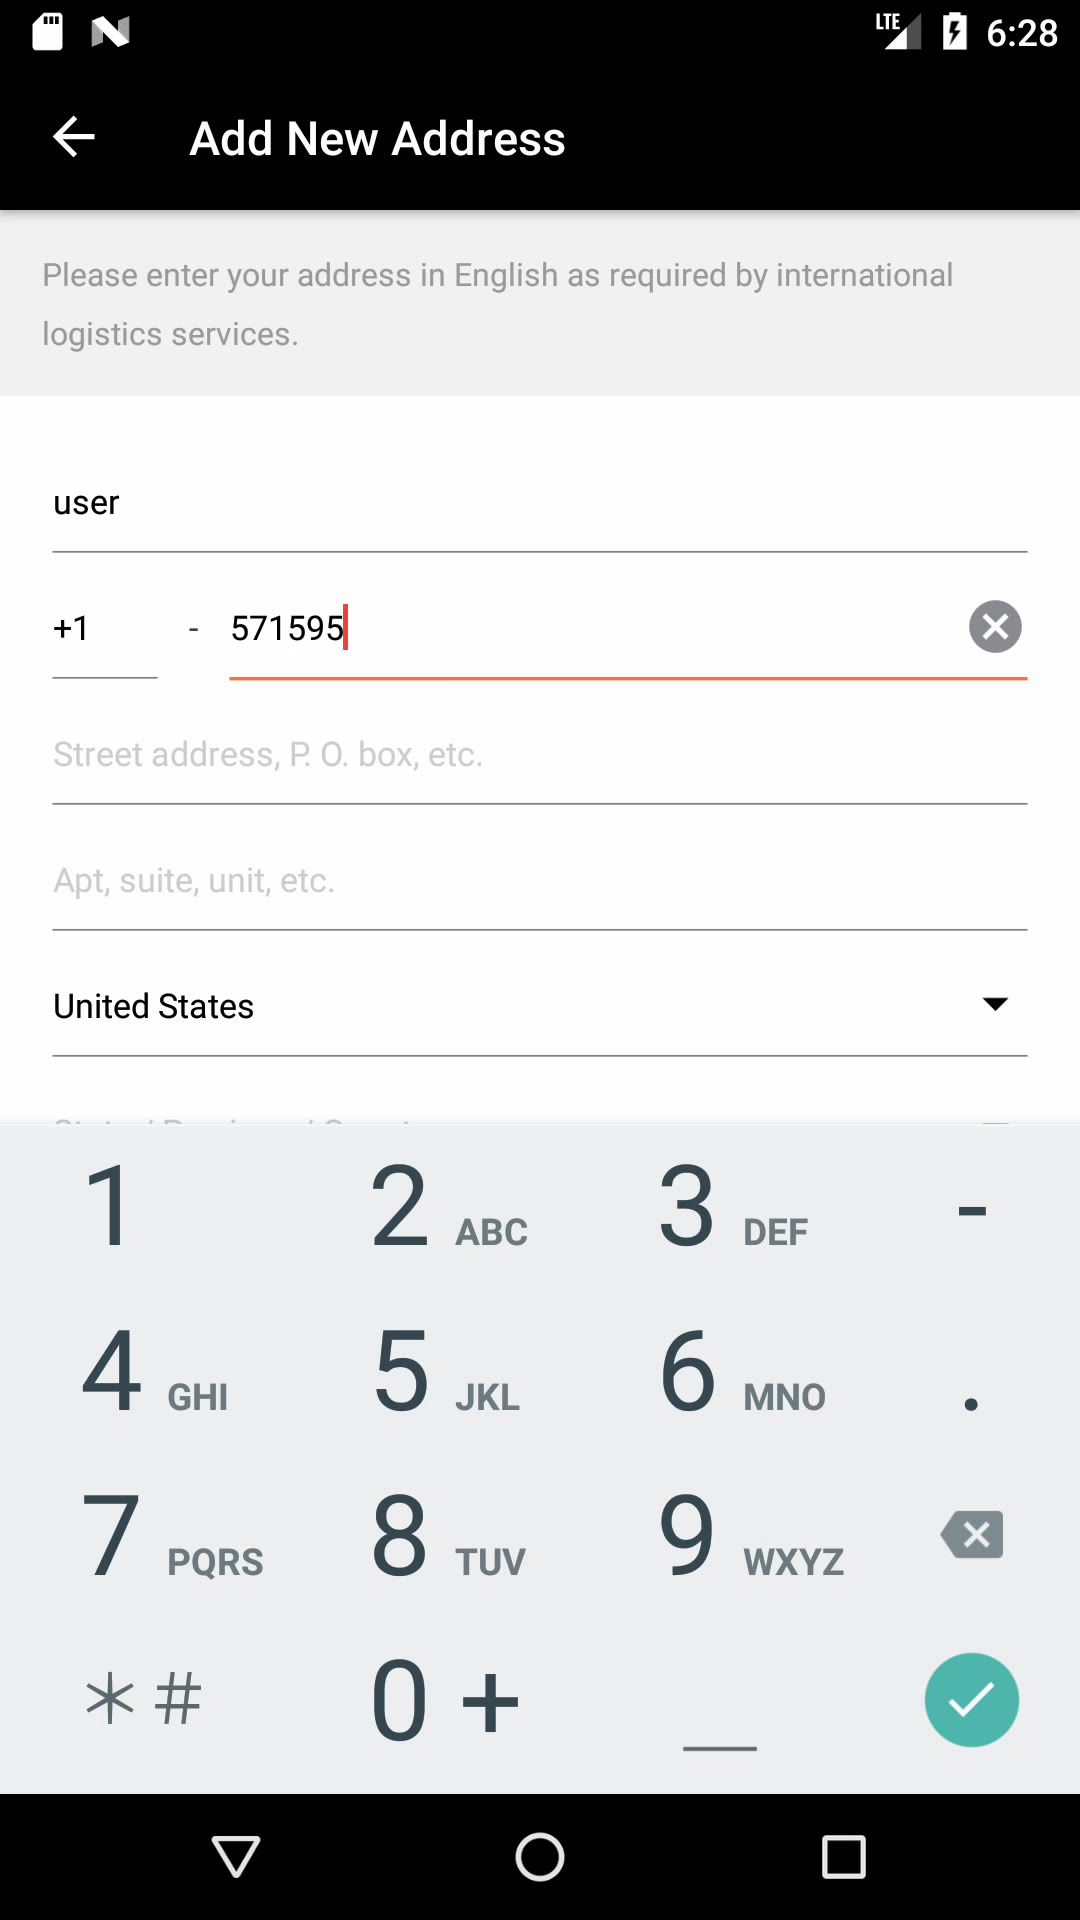 LTE 6:28
Add New Address
Please enter your address in English as required by international
logistics services.
user
+1 - 571595
Street address, P. O. box, etc.
Apt, suite, unit, etc.
United States
1 2 ABC 3 DEF -
4 GHI 5 JKL 6 MNO .
7 PQRS 8 TUV 9 WXYZ
*# 0 + _